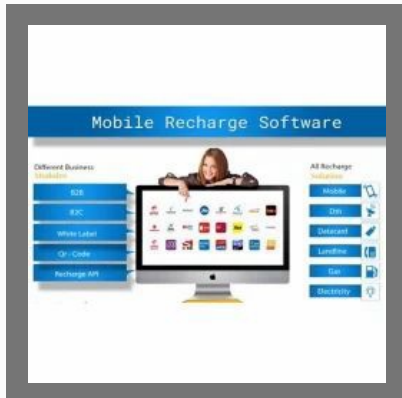 Mobile Recharge Software
Different Business
Modules
B2B
B2C
White Label
Qr - Code
Recharge API
All Recharge
Solution
Mobile
Dth
Datacard
Landline
Gas
Electricity